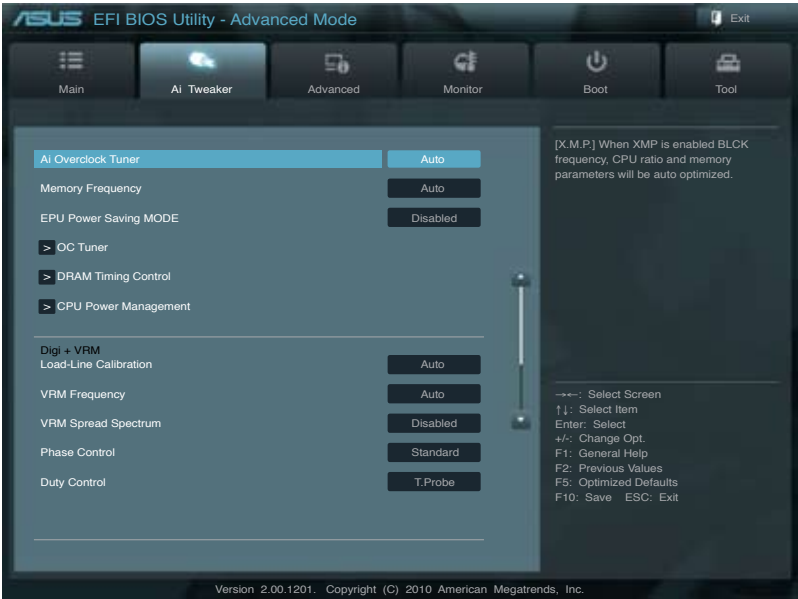 ASUS EFI BIOS Utility - Advanced Mode
Exit
Main
Ai Tweaker
Advanced
Monitor
Boot
Tool
Ai Overclock Tuner Auto
Memory Frequency Auto
EPU Power Saving MODE Disabled
> OC Tuner
> DRAM Timing Control
> CPU Power Management
Digi + VRM
Load-Line Calibration Auto
VRM Frequency Auto
VRM Spread Spectrum Disabled
Phase Control Standard
Duty Control T.Probe
[X.M.P.] When XMP is enabled BLCK
frequency, CPU ratio and memory
parameters will be auto optimized.
→←: Select Screen
↑↓: Select Item
Enter: Select
+/-: Change Opt.
F1: General Help
F2: Previous Values
F5: Optimized Defaults
F10: Save ESC: Exit
Version 2.00.1201. Copyright (C) 2010 American Megatrends, Inc.